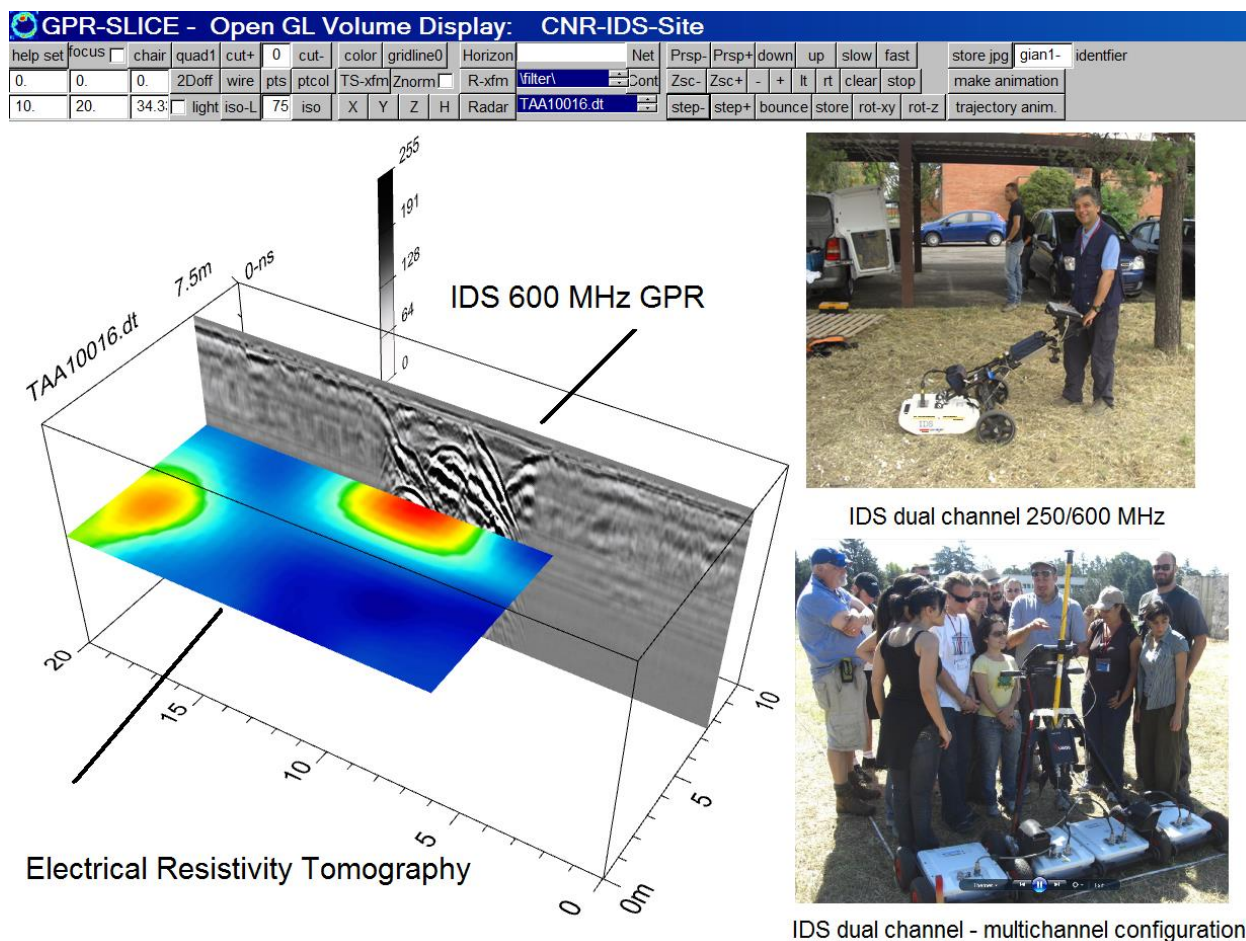 GPR-SLICE - Open GL Volume Display: CNR-IDS-Site
help set focus chair quad1 cut+ 0 cut- color gridline0 Horizon Net Prsp- Prsp+ down up slow fast store jpg gian1- identfier
0. 0. 0. 2Doff wire pts ptcol TS-xfm Znorm R-xfm \filter\ Cont Zsc- Zsc+ - + lt rt clear stop make animation
10. 20. 34.3 light iso-L 75 iso X Y Z H Radar TAA10016.dt step- step+ bounce store rot-xy rot-z trajectory anim.
255
191
128
64
0
0-ns
7.5m
TAA10016.dt
IDS 600 MHz GPR
20
15
10
5
0
0m
5
10
Electrical Resistivity Tomography
IDS
IDS dual channel 250/600 MHz
IDS dual channel - multichannel configuration